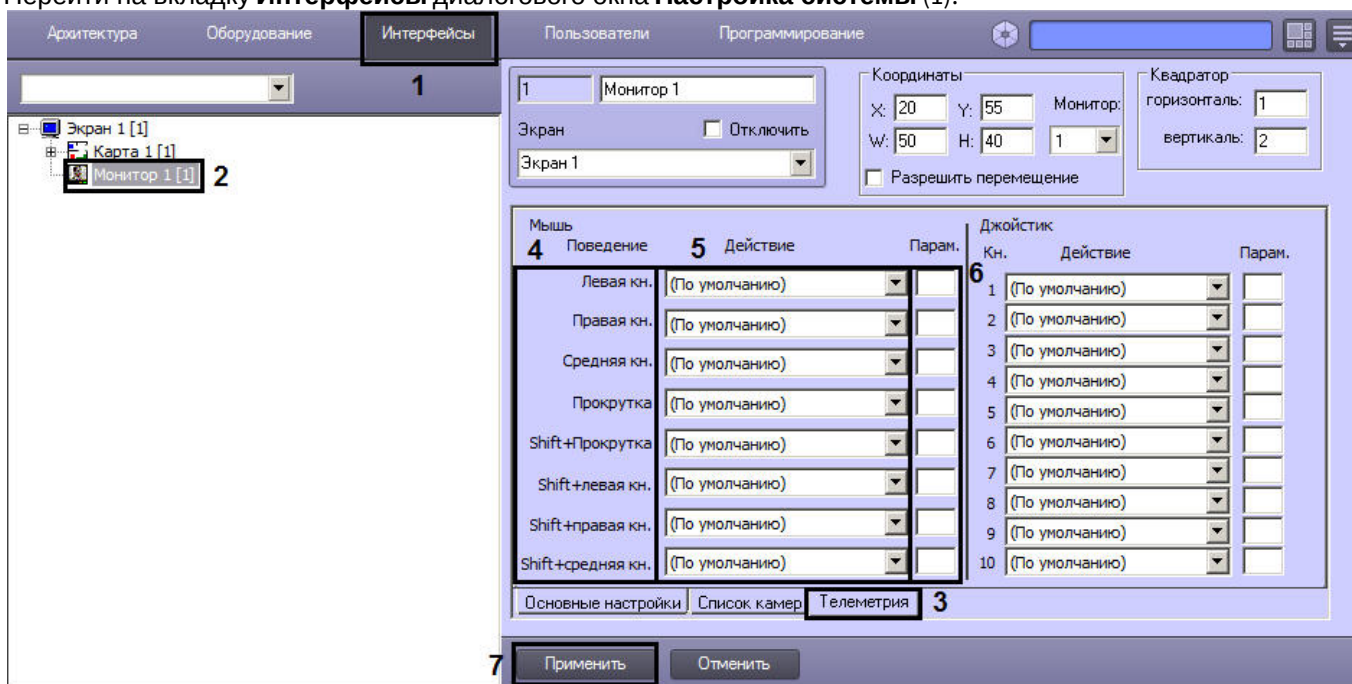 Перейти на вкладку Интерфейсы диалогового окна Настройка системы (1).
Архитектура Оборудование Интерфейсы Пользователи Программирование
1
Экран 1 [1]
Карта 1 [1]
Монитор 1 [1] 2
1 Монитор 1
Экран Отключить
Экран 1
Координаты
X: 20 Y: 55 Монитор:
W: 50 H: 40 1
Разрешить перемещение
Квадратор
горизонталь: 1
вертикаль: 2
Мышь
4 Поведение 5 Действие Парам.
Левая кн. (По умолчанию)
Правая кн. (По умолчанию)
Средняя кн. (По умолчанию)
Прокрутка (По умолчанию)
Shift+Прокрутка (По умолчанию)
Shift+левая кн. (По умолчанию)
Shift+правая кн. (По умолчанию)
Shift+средняя кн. (По умолчанию)
Джойстик
Кн. Действие Парам.
6
1 (По умолчанию)
2 (По умолчанию)
3 (По умолчанию)
4 (По умолчанию)
5 (По умолчанию)
6 (По умолчанию)
7 (По умолчанию)
8 (По умолчанию)
9 (По умолчанию)
10 (По умолчанию)
Основные настройки Список камер Телеметрия 3
7 Применить Отменить